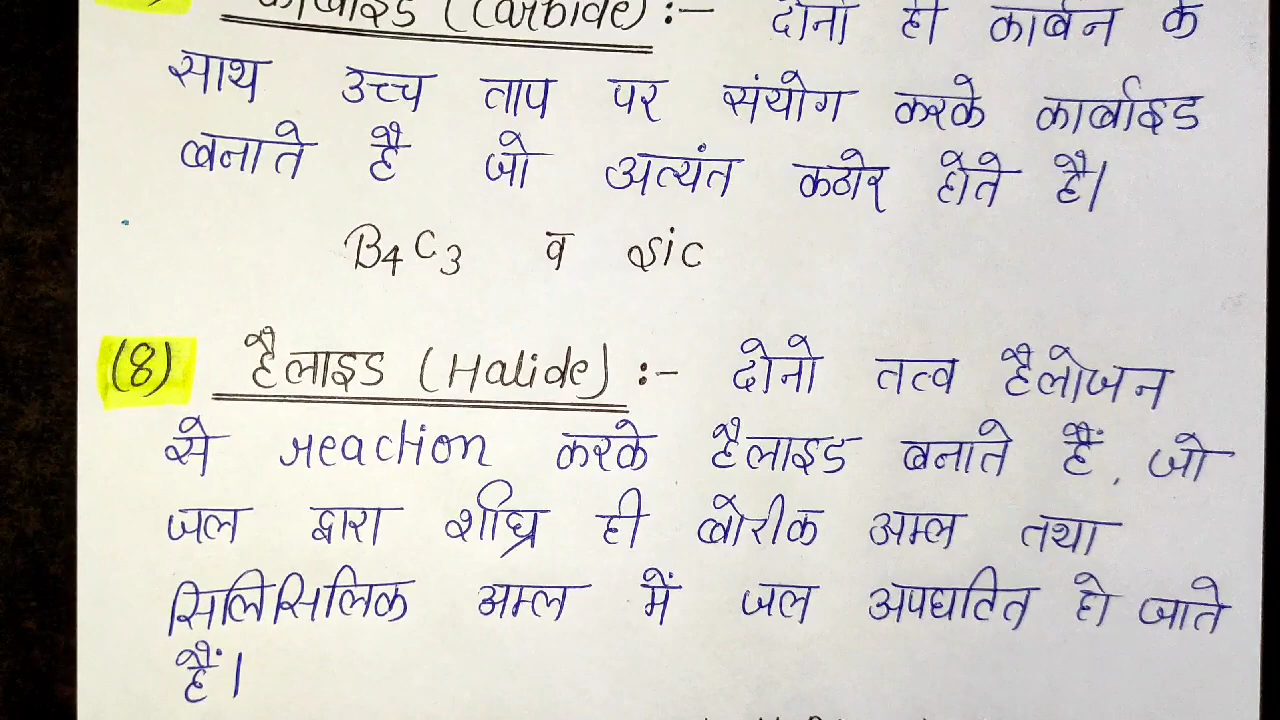 कार्बाइड (Carbide) :- दोनों ही कार्बन के
साथ उच्च ताप पर संयोग करके कार्बाइड
बनाते है जो अत्यंत कठोर होते है।
B4C3 व sic
(8) हैलाइड (Halide) :- दोनो तत्व हैलोजन
से reaction करके हैलाइड बनाते हैं, जो
जल द्वारा शीघ्र ही बोरीक अम्ल तथा
सिलिसिलिक अम्ल में जल अपघटित हो जाते
हैं।